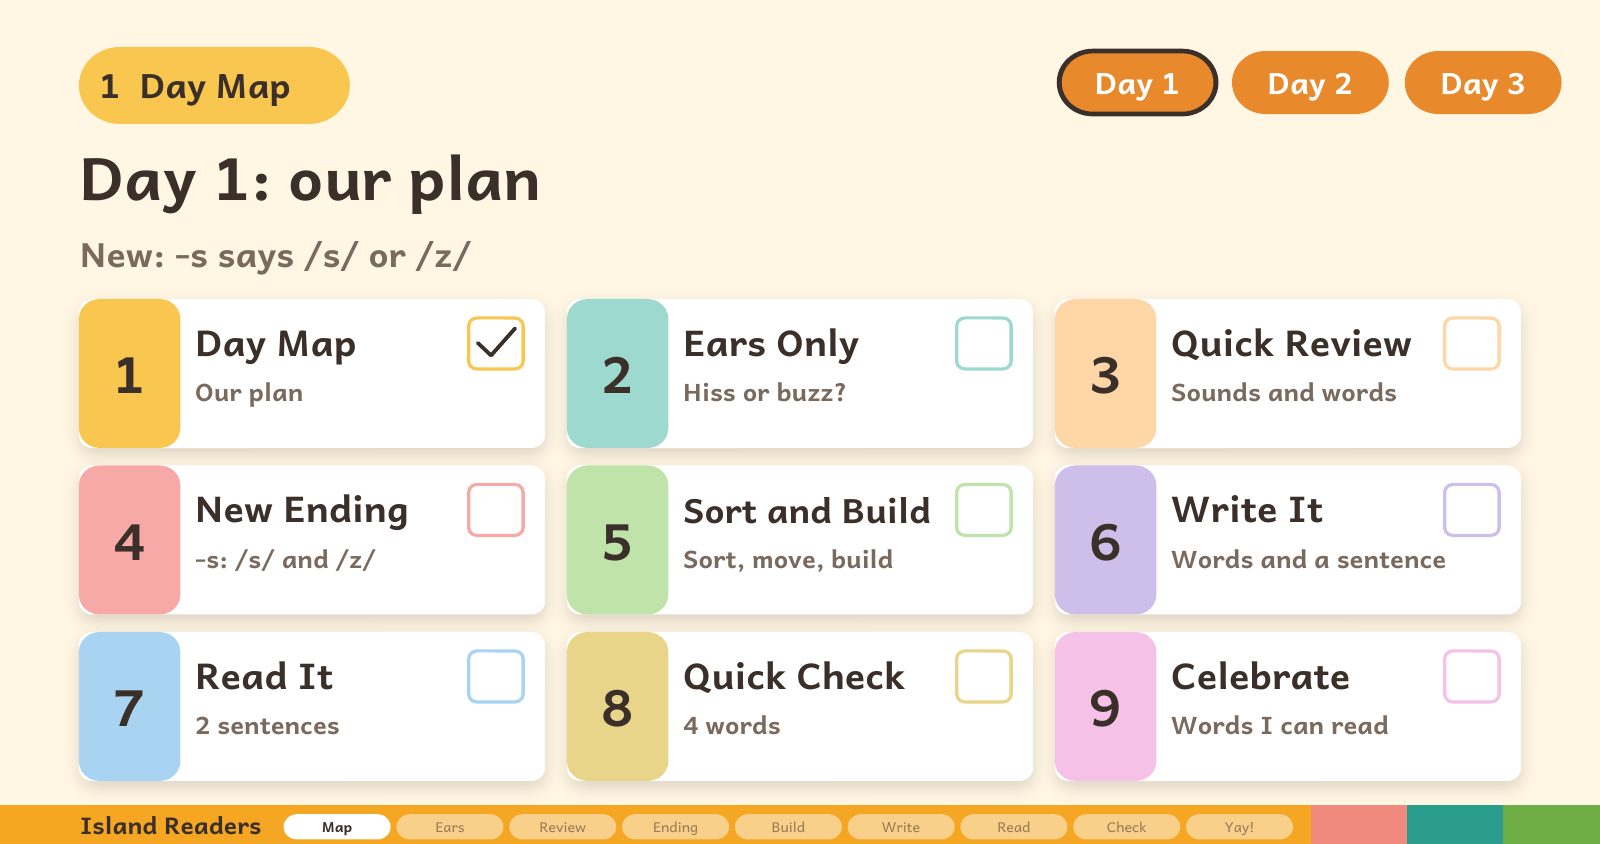 1 Day Map
Day 1 Day 2 Day 3
Day 1: our plan
New: -s says /s/ or /z/
1
Day Map
Our plan
2
Ears Only
Hiss or buzz?
3
Quick Review
Sounds and words
4
New Ending
-s: /s/ and /z/
5
Sort and Build
Sort, move, build
6
Write It
Words and a sentence
7
Read It
2 sentences
8
Quick Check
4 words
9
Celebrate
Words I can read
Island Readers Map Ears Review Ending Build Write Read Check Yay!